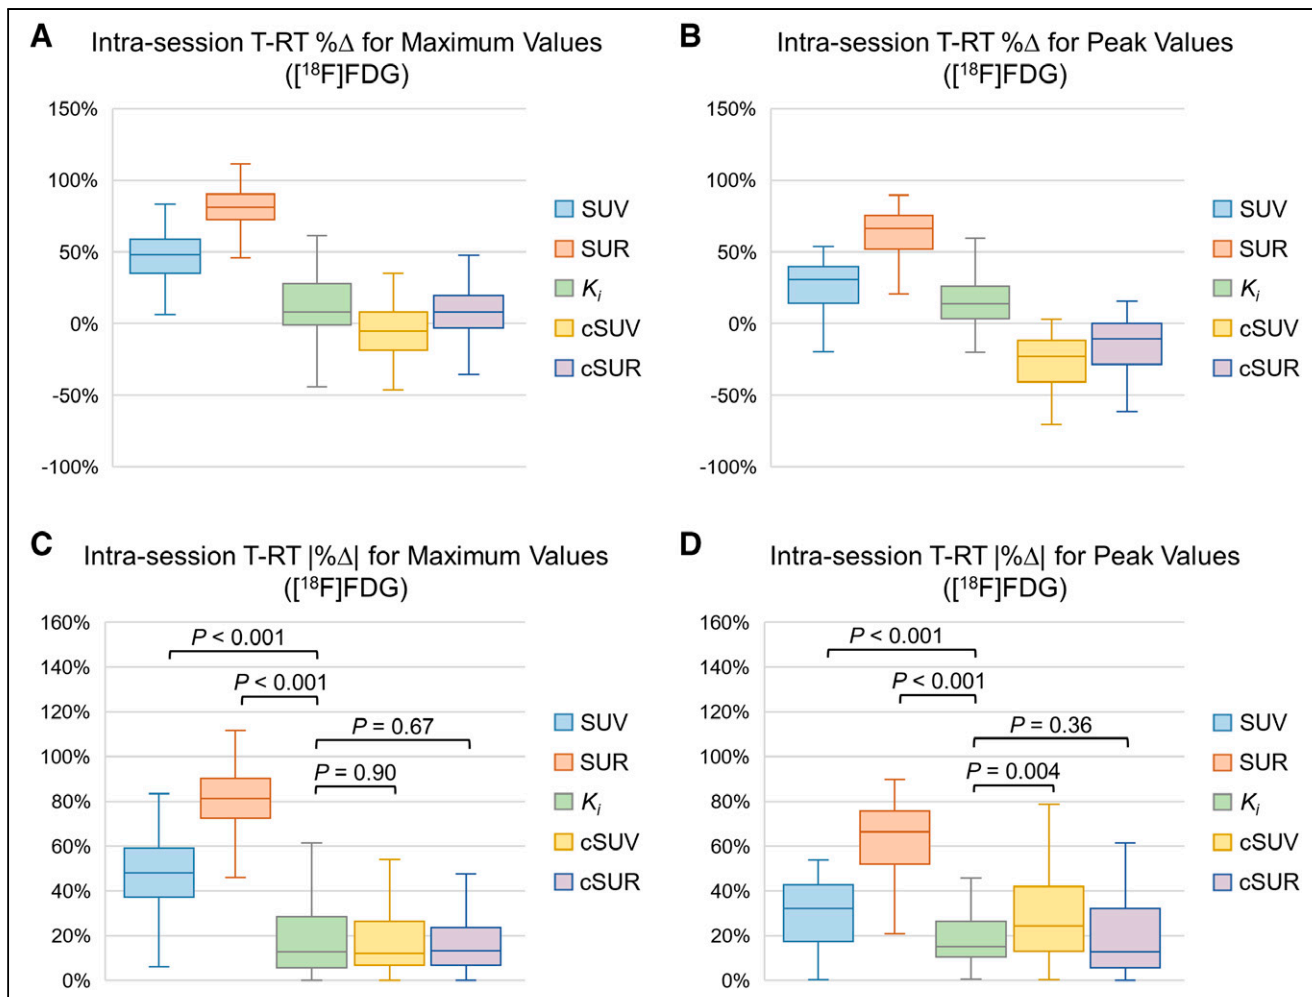 A
Intra-session T-RT %Δ for Maximum Values
([¹⁸F]FDG)
150%
100%
50%
0%
-50%
-100%
SUV
SUR
Kᵢ
cSUV
cSUR
B
Intra-session T-RT %Δ for Peak Values
([¹⁸F]FDG)
150%
100%
50%
0%
-50%
-100%
SUV
SUR
Kᵢ
cSUV
cSUR
C
Intra-session T-RT |%Δ| for Maximum Values
([¹⁸F]FDG)
160%
140%
120%
100%
80%
60%
40%
20%
0%
P < 0.001
P < 0.001
P = 0.67
P = 0.90
SUV
SUR
Kᵢ
cSUV
cSUR
D
Intra-session T-RT |%Δ| for Peak Values
([¹⁸F]FDG)
160%
140%
120%
100%
80%
60%
40%
20%
0%
P < 0.001
P < 0.001
P = 0.36
P = 0.004
SUV
SUR
Kᵢ
cSUV
cSUR